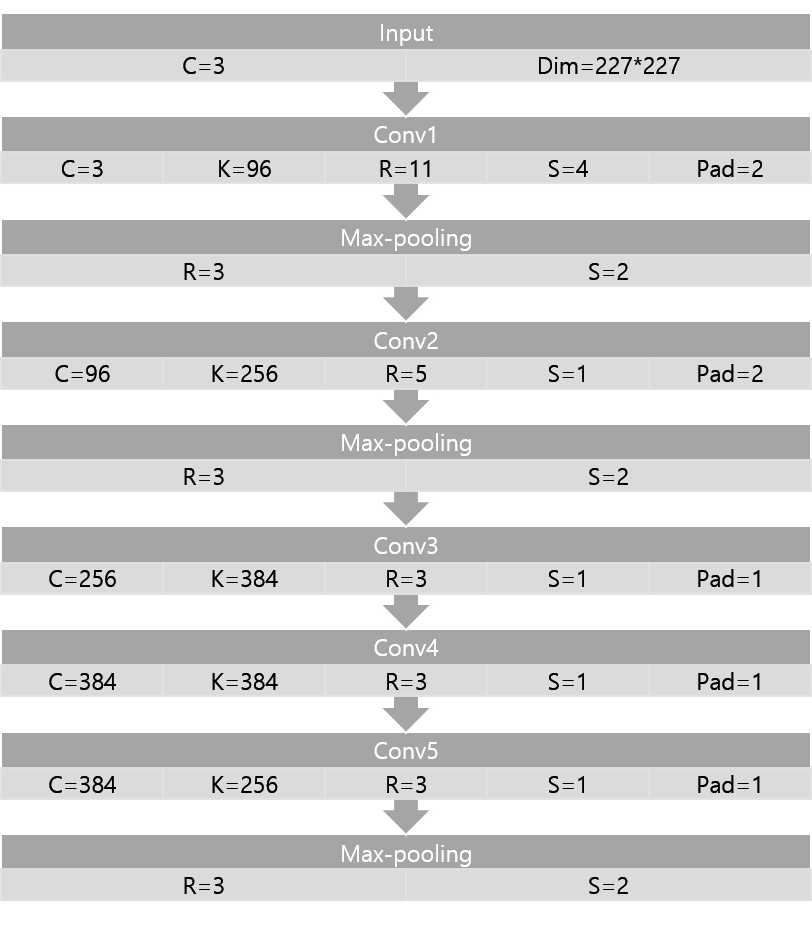 Input
C=3 Dim=227*227
Conv1
C=3 K=96 R=11 S=4 Pad=2
Max-pooling
R=3 S=2
Conv2
C=96 K=256 R=5 S=1 Pad=2
Max-pooling
R=3 S=2
Conv3
C=256 K=384 R=3 S=1 Pad=1
Conv4
C=384 K=384 R=3 S=1 Pad=1
Conv5
C=384 K=256 R=3 S=1 Pad=1
Max-pooling
R=3 S=2